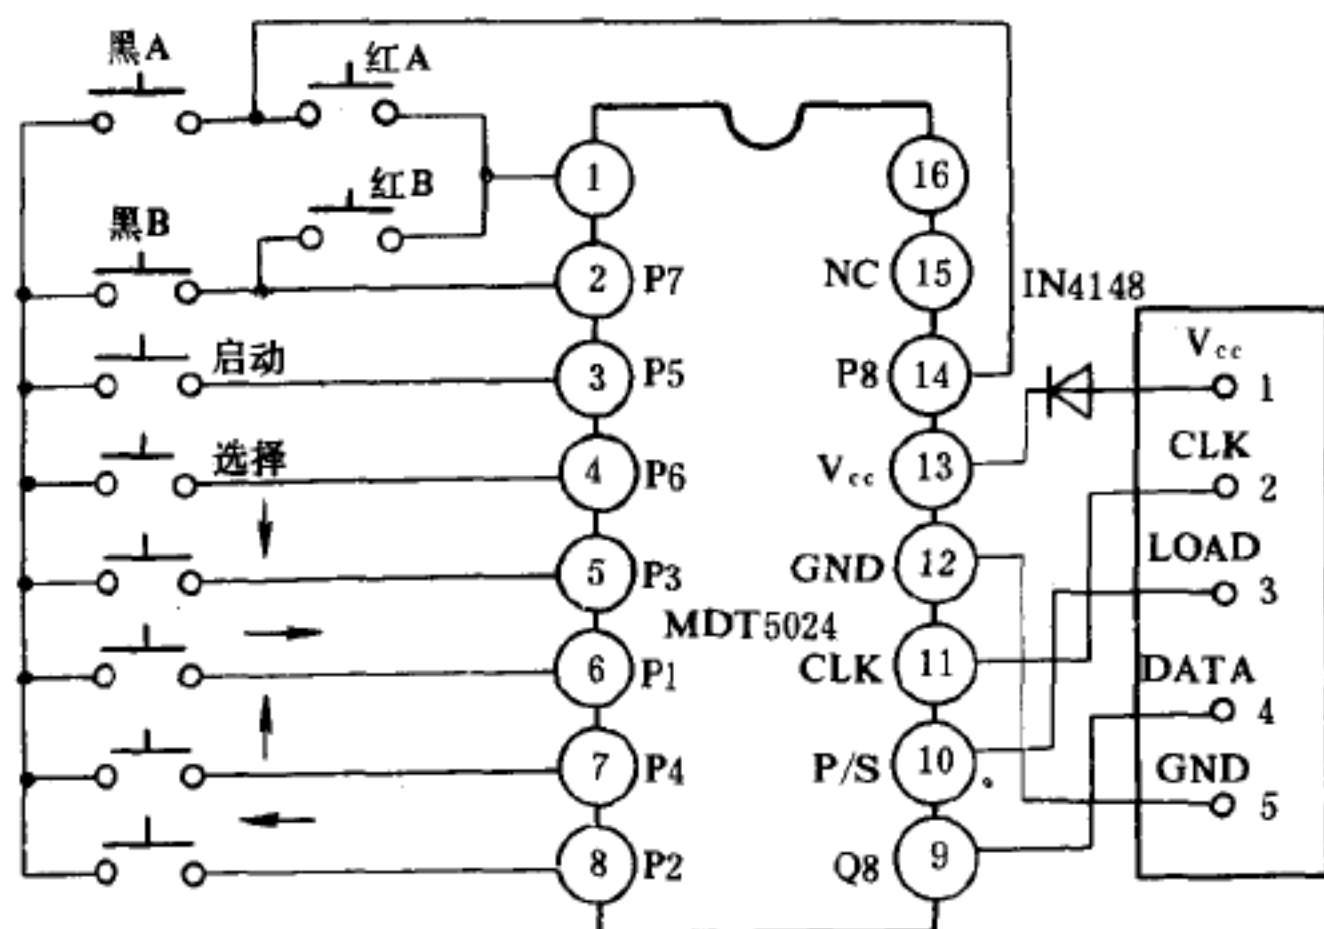 黑A
红A
红B
黑B
启动
选择
1
2 P7
3 P5
4 P6
5 P3
6 P1
7 P4
8 P2
MDT5024
16
NC 15
P8 14
Vcc 13
GND 12
CLK 11
P/S 10
Q8 9
IN4148
Vcc
1
CLK
2
LOAD
3
DATA
4
GND
5